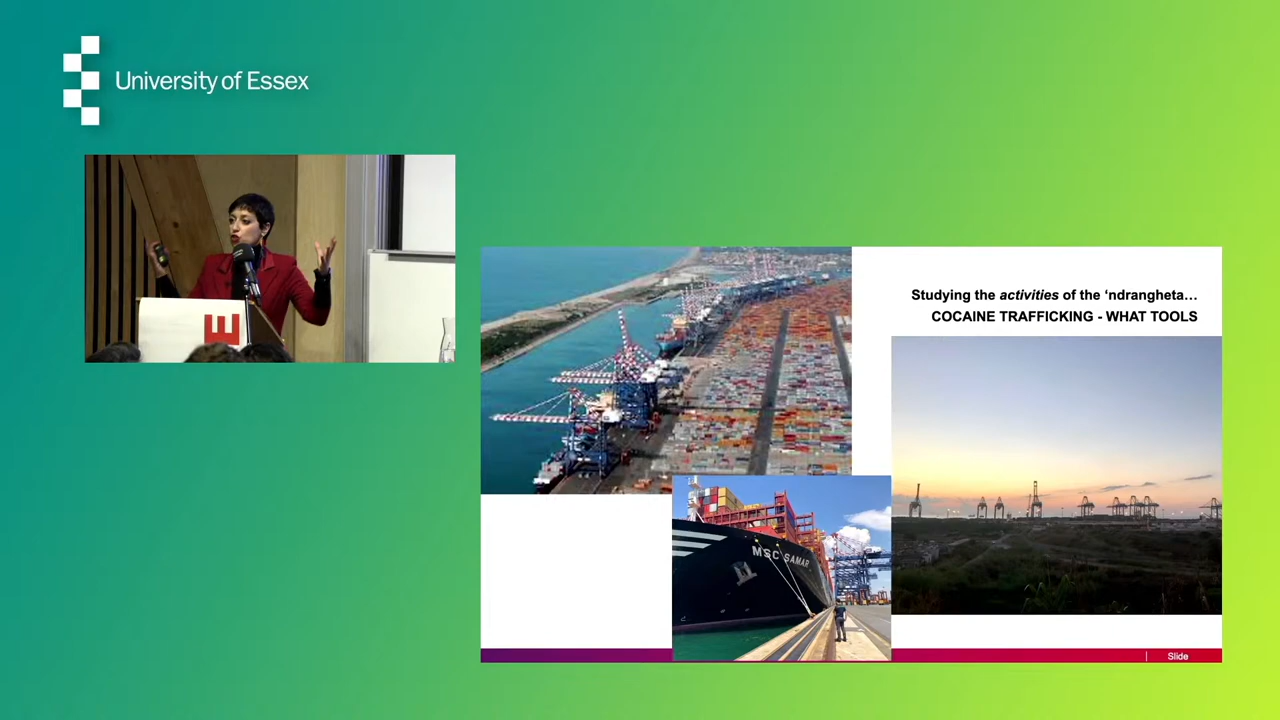 University of Essex
E
Studying the activities of the ‘ndrangheta…
COCAINE TRAFFICKING - WHAT TOOLS
MSC SAMAR
Slide